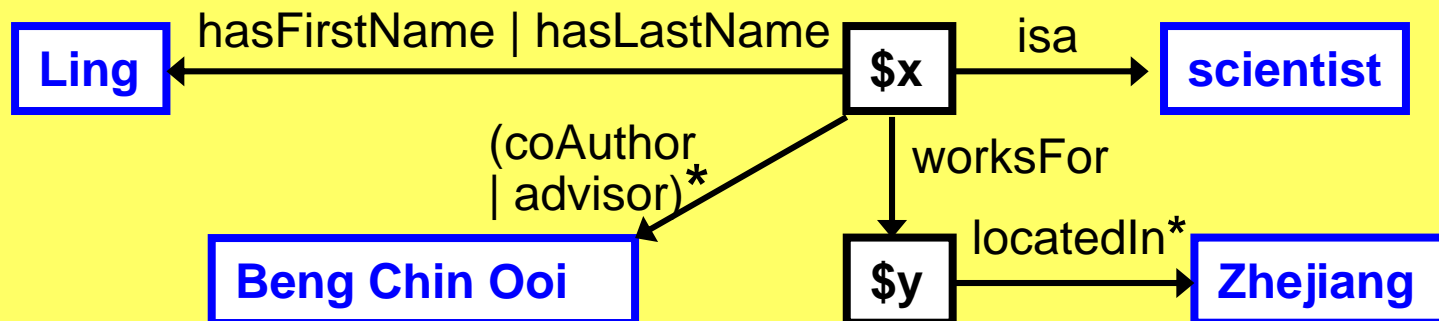 hasFirstName | hasLastName
isa
Ling
$x
scientist
(coAuthor
| advisor)*
worksFor
locatedIn*
Beng Chin Ooi
$y
Zhejiang